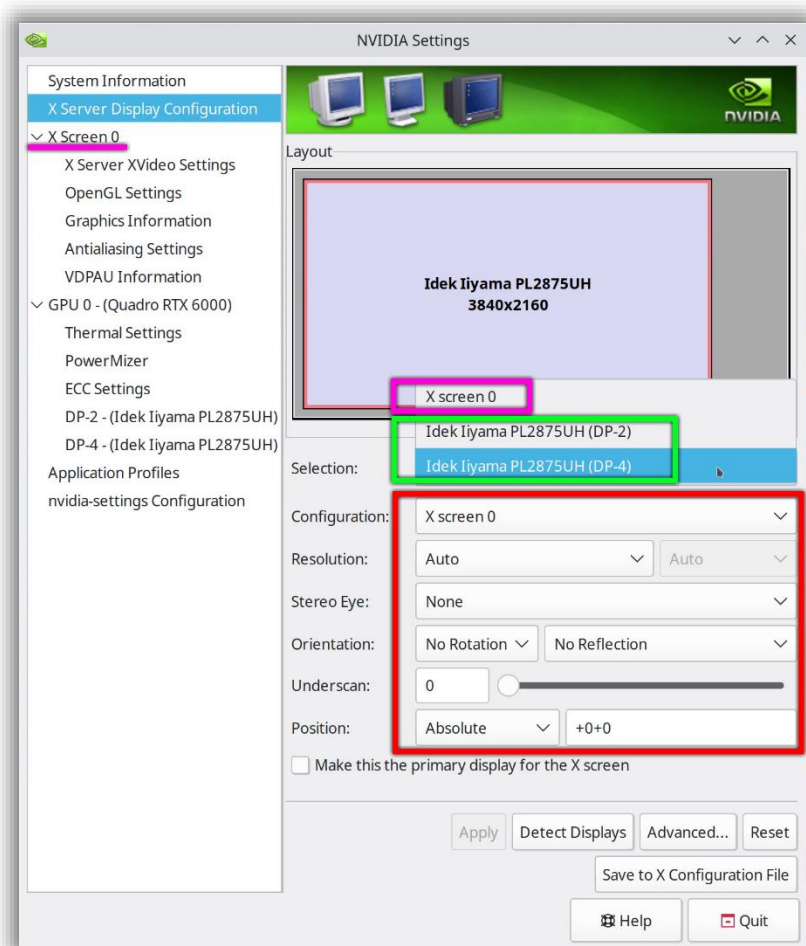 NVIDIA Settings
System Information
X Server Display Configuration
X Screen 0
X Server XVideo Settings
OpenGL Settings
Graphics Information
Antialiasing Settings
VDPAU Information
GPU 0 - (Quadro RTX 6000)
Thermal Settings
PowerMizer
ECC Settings
DP-2 - (Idek Iiyama PL2875UH)
DP-4 - (Idek Iiyama PL2875UH)
Application Profiles
nvidia-settings Configuration
NVIDIA
Layout
Idek Iiyama PL2875UH
3840x2160
X screen 0
Idek Iiyama PL2875UH (DP-2)
Selection: Idek Iiyama PL2875UH (DP-4)
Configuration: X screen 0
Resolution: Auto Auto
Stereo Eye: None
Orientation: No Rotation No Reflection
Underscan: 0
Position: Absolute +0+0
Make this the primary display for the X screen
Apply Detect Displays Advanced... Reset
Save to X Configuration File
Help Quit